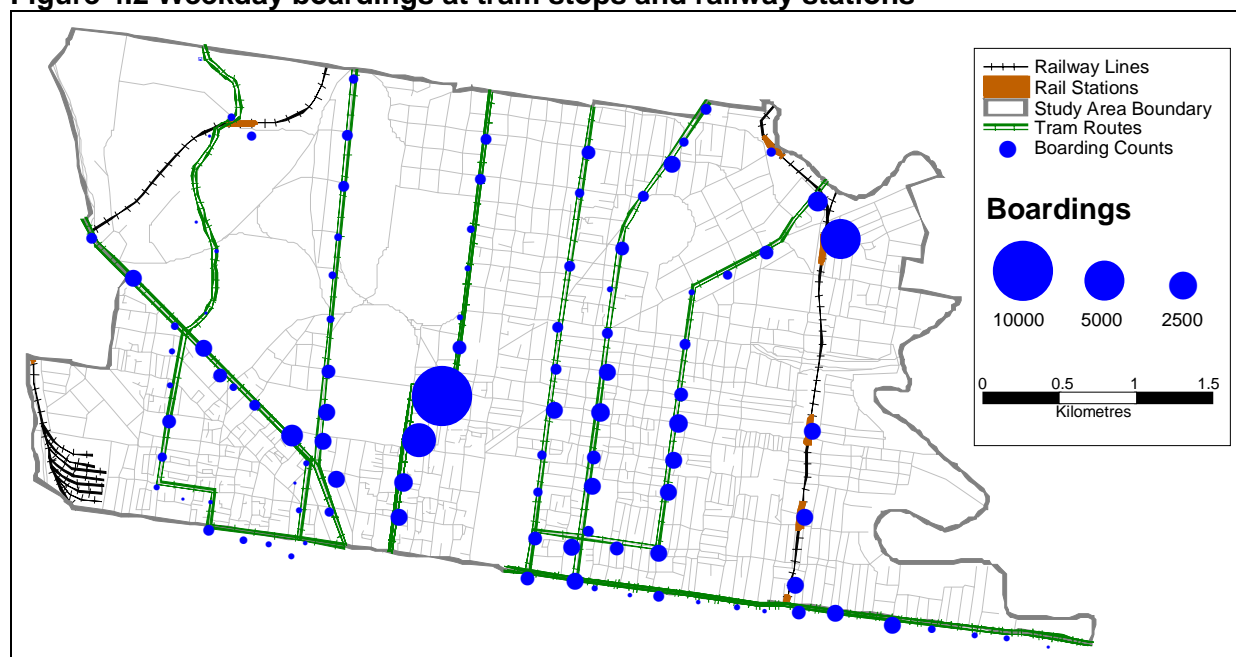 Figure 4.2 Weekday boardings at tram stops and railway stations
Railway Lines
Rail Stations
Study Area Boundary
Tram Routes
Boarding Counts
Boardings
10000 5000 2500
0 0.5 1 1.5
Kilometres